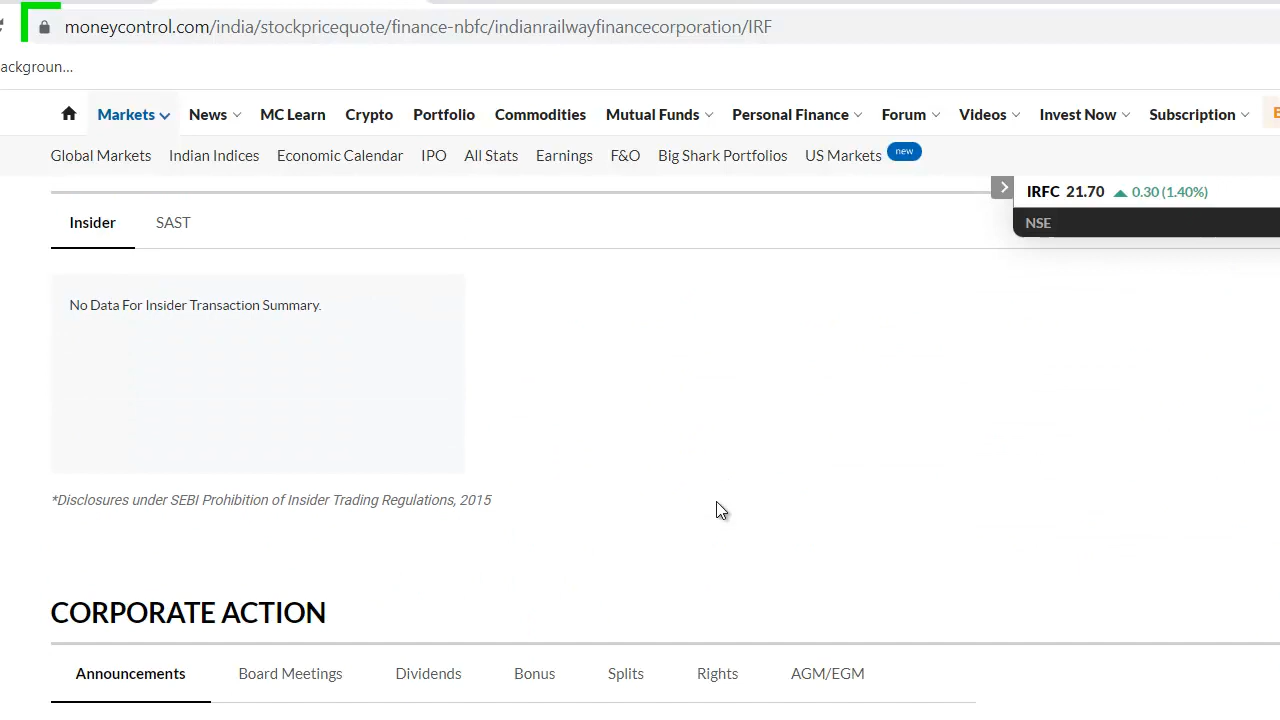 moneycontrol.com/india/stockpricequote/finance-nbfc/indianrailwayfinancecorporation/IRF
ackgroun...
Markets News MC Learn Crypto Portfolio Commodities Mutual Funds Personal Finance Forum Videos Invest Now Subscription
Global Markets Indian Indices Economic Calendar IPO All Stats Earnings F&O Big Shark Portfolios US Markets new
IRFC 21.70 0.30 (1.40%)
NSE
Insider SAST
No Data For Insider Transaction Summary.
*Disclosures under SEBI Prohibition of Insider Trading Regulations, 2015
CORPORATE ACTION
Announcements Board Meetings Dividends Bonus Splits Rights AGM/EGM